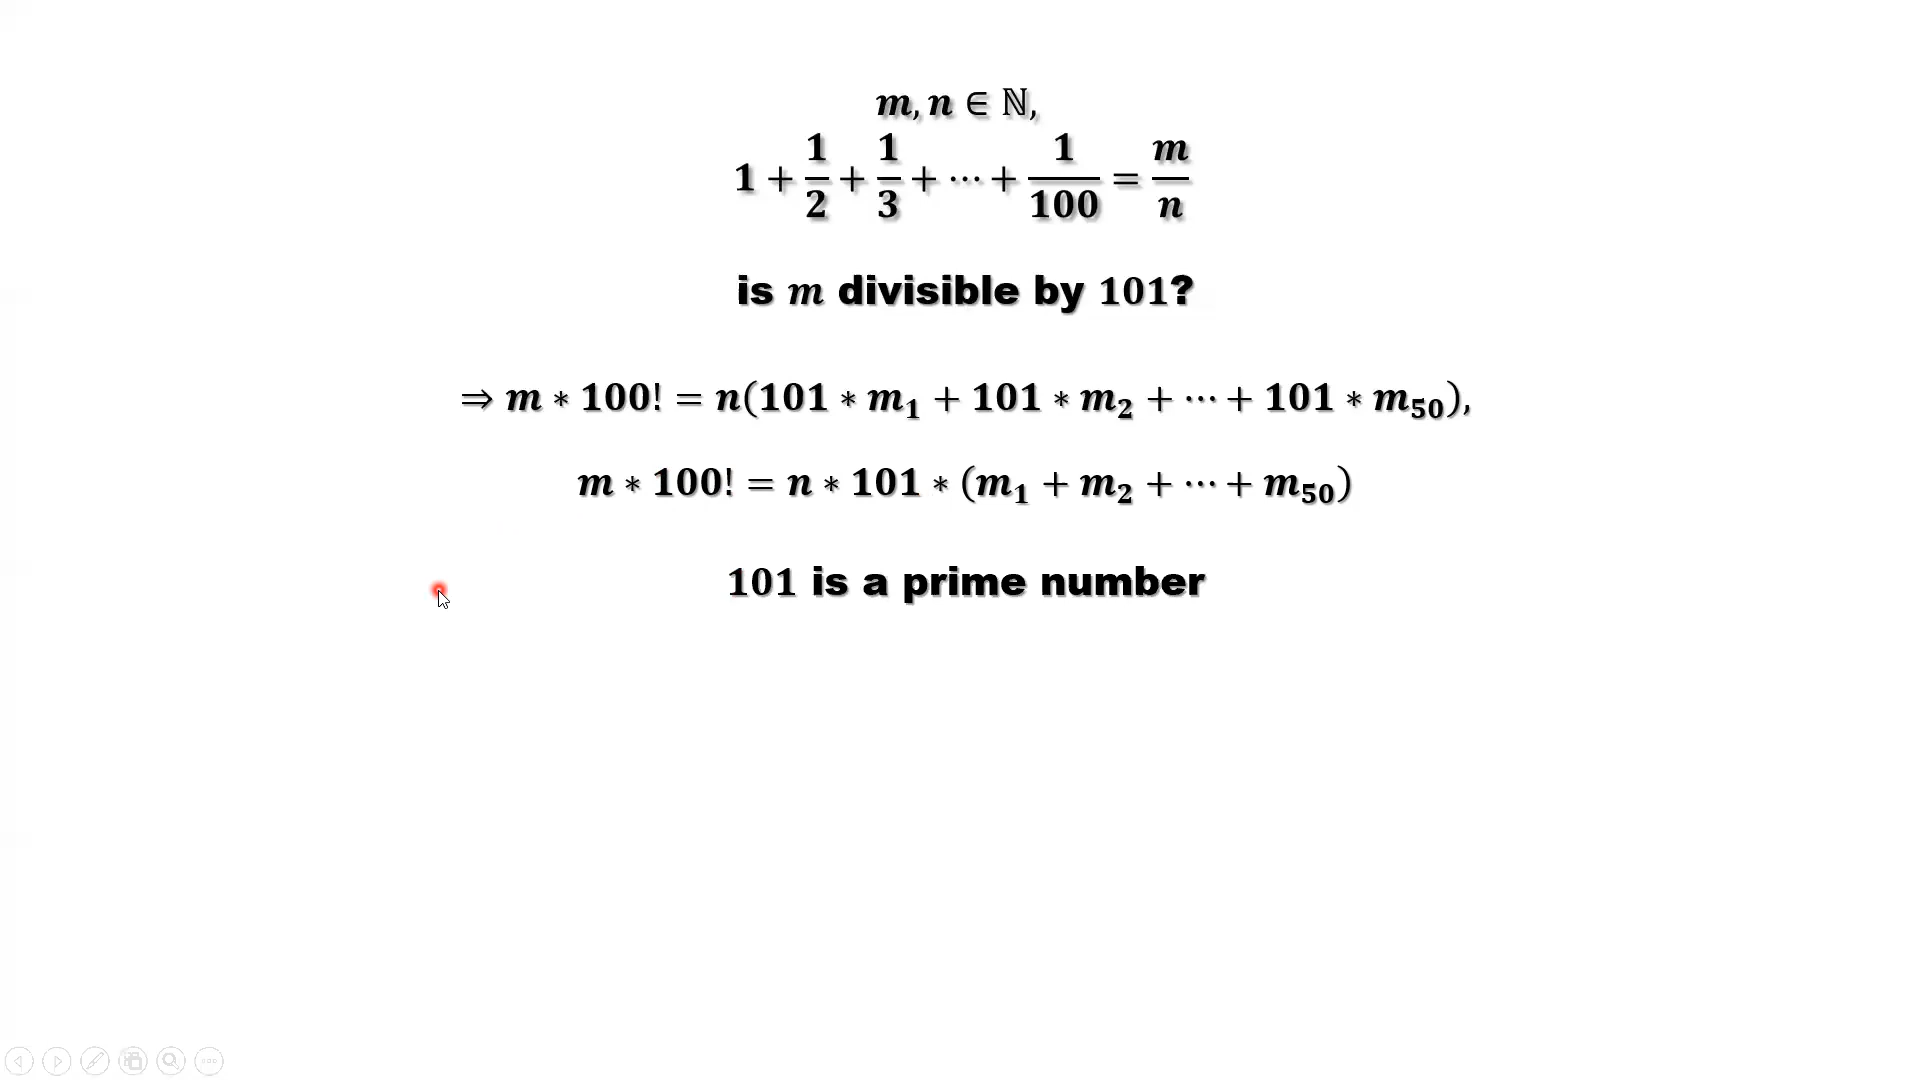 m, n ∈ ℕ,
1 + 1/2 + 1/3 + ⋯ + 1/100 = m/n
is m divisible by 101?
⇒ m * 100! = n(101 * m₁ + 101 * m₂ + ⋯ + 101 * m₅₀),
m * 100! = n * 101 * (m₁ + m₂ + ⋯ + m₅₀)
101 is a prime number